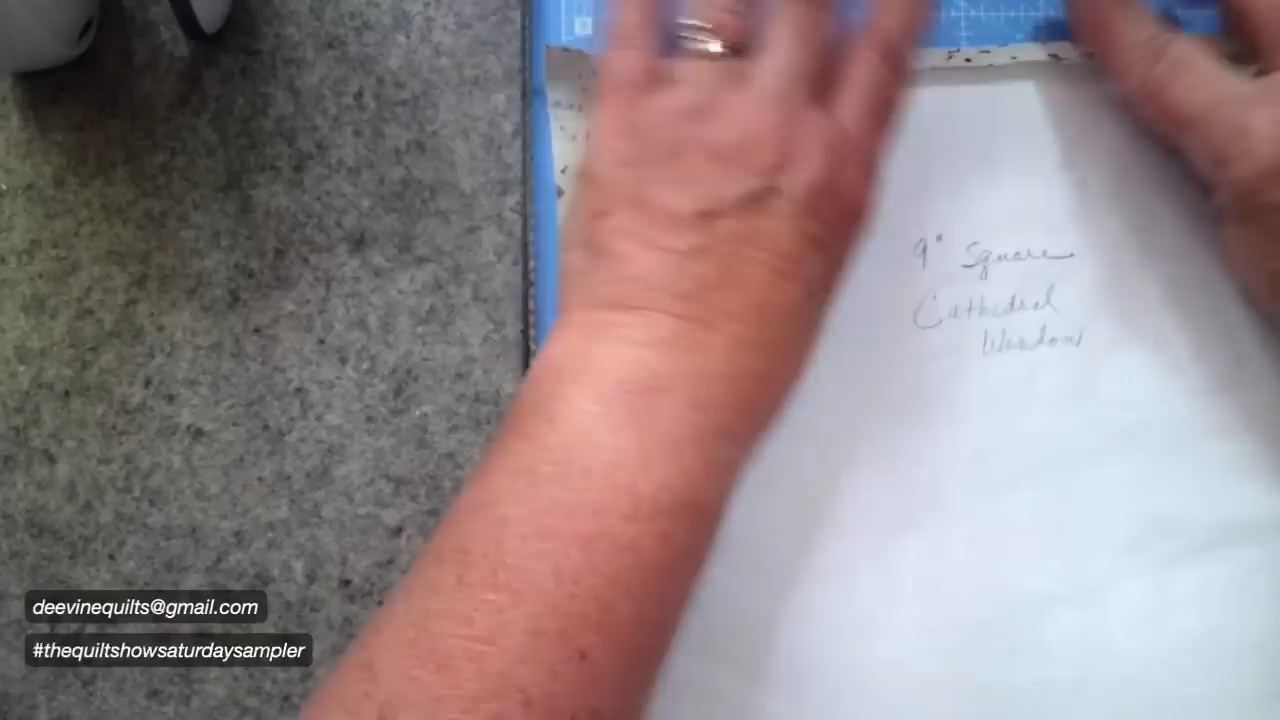 9" Square
Cathedral
Window
deevinequilts@gmail.com
#thequiltshowsaturdaysampler